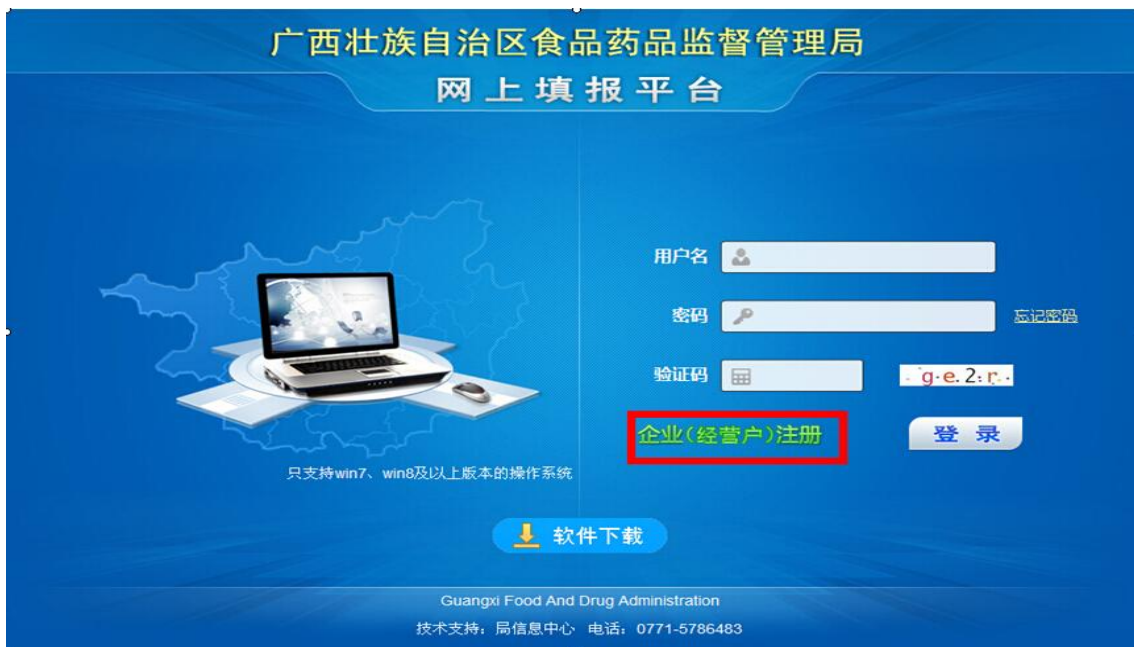 广西壮族自治区食品药品监督管理局
网上填报平台
用户名
密码 忘记密码
验证码 g e 2 r
企业(经营户)注册 登 录
只支持win7、win8及以上版本的操作系统
软件下载
Guangxi Food And Drug Administration
技术支持：局信息中心 电话：0771-5786483